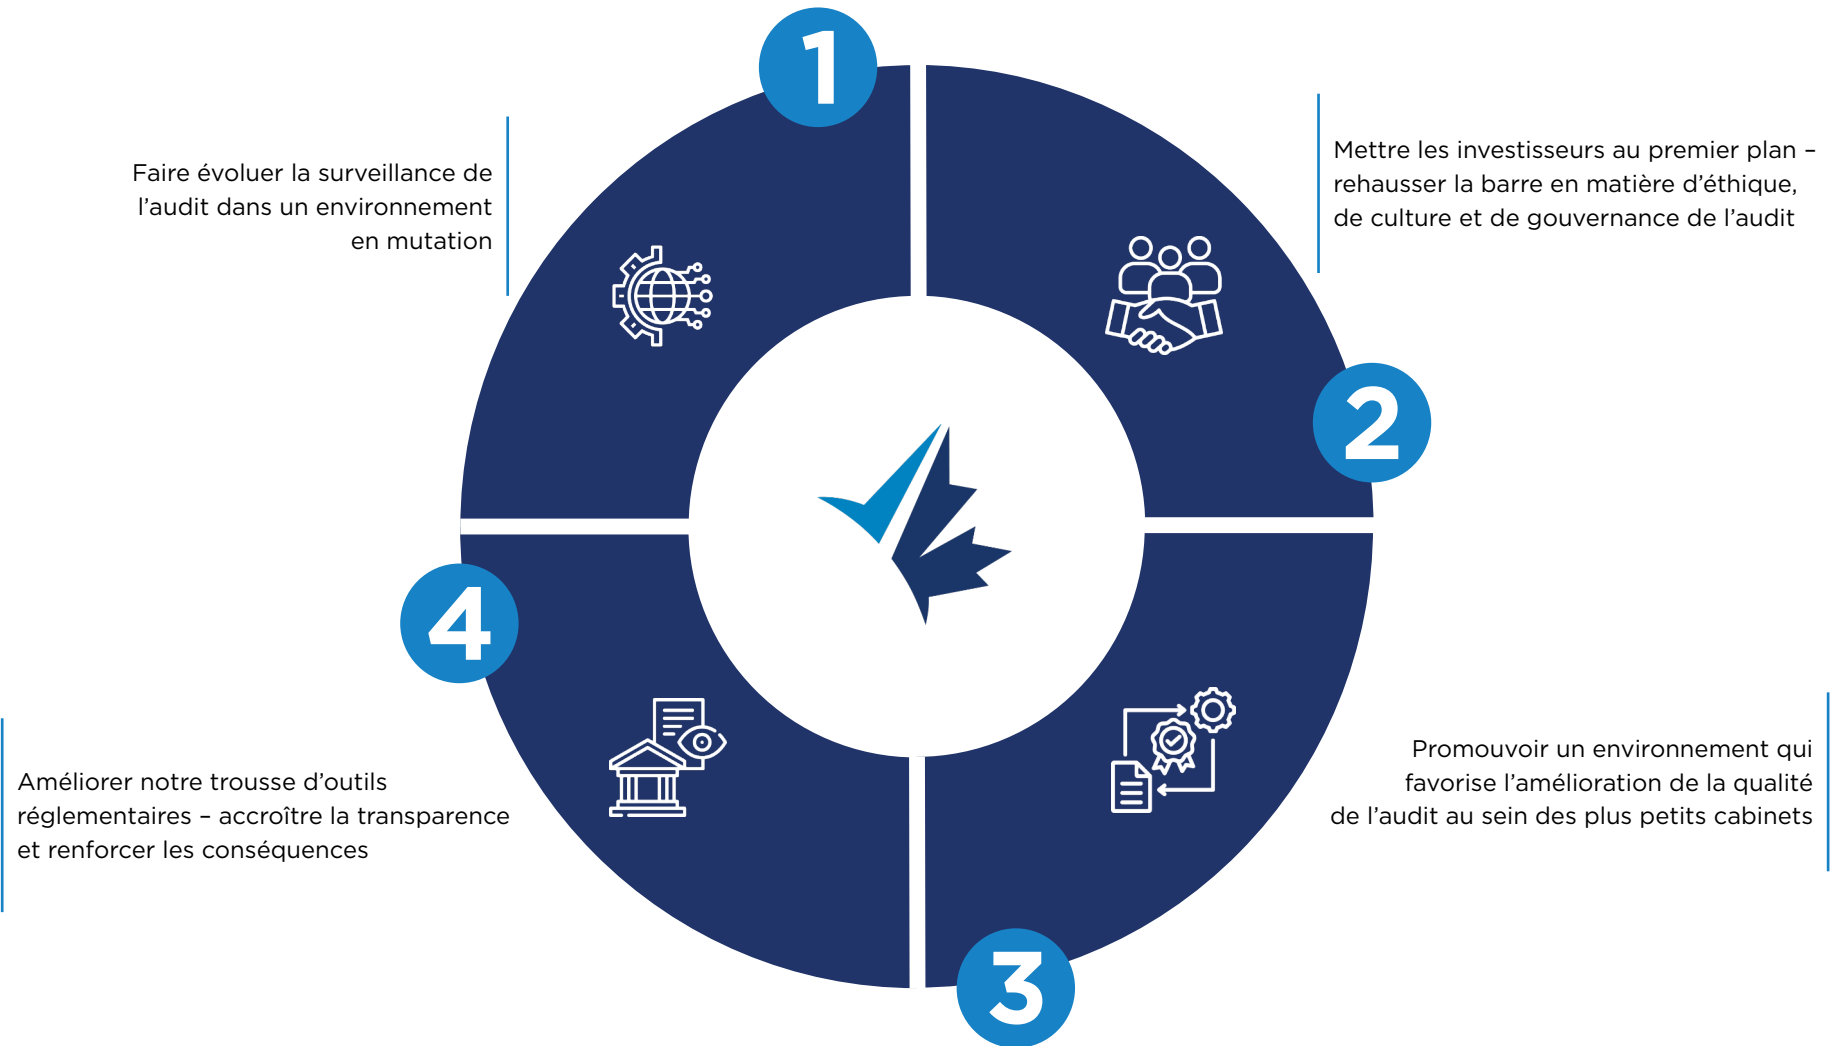 1
Faire évoluer la surveillance de
l’audit dans un environnement
en mutation
2
Mettre les investisseurs au premier plan –
rehausser la barre en matière d’éthique,
de culture et de gouvernance de l’audit
3
Promouvoir un environnement qui
favorise l’amélioration de la qualité
de l’audit au sein des plus petits cabinets
4
Améliorer notre trousse d’outils
réglementaires – accroître la transparence
et renforcer les conséquences